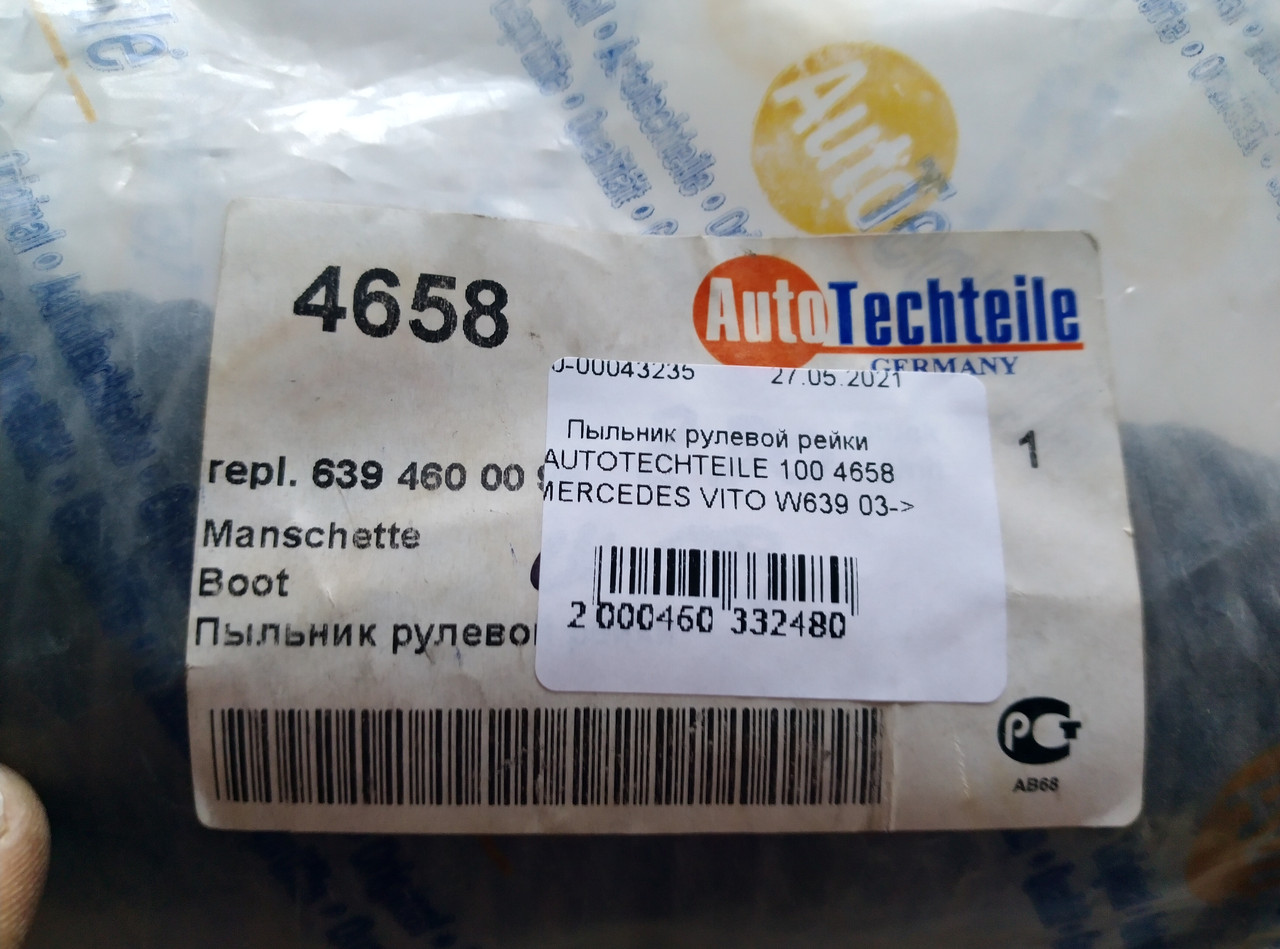 4658
AutoTechteile
GERMANY
-00043235 27.05.2021
Пыльник рулевой рейки
AUTOTECHTEILE 100 4658
MERCEDES VITO W639 03->
2 000460 332480
1
repl. 639 460 00
Manschette
Boot
Пыльник
РСТ
АВ68